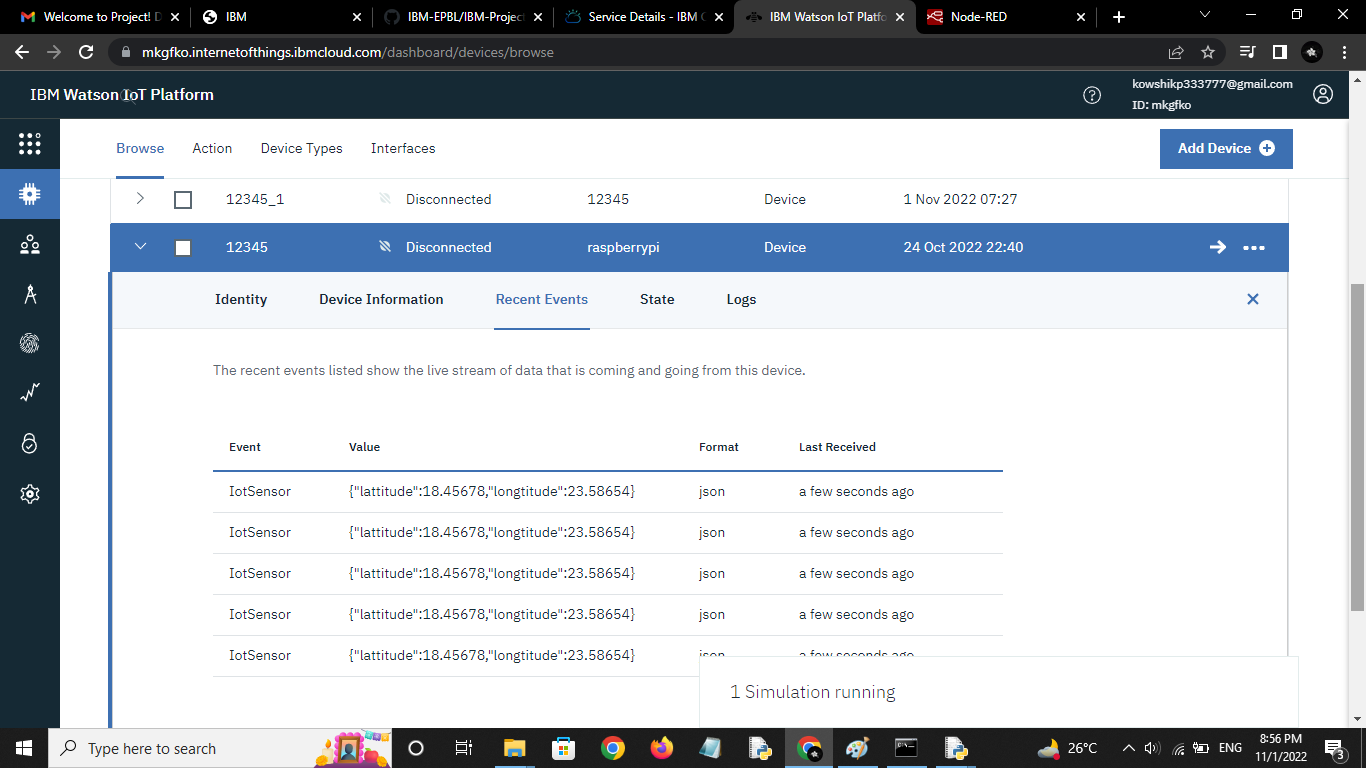 Welcome to Project! D
IBM
IBM-EPBL/IBM-Projec
Service Details - IBM C
IBM Watson IoT Platfo
Node-RED
mkgfko.internetofthings.ibmcloud.com/dashboard/devices/browse
IBM Watson IoT Platform
kowshikp333777@gmail.com
ID: mkgfko
Browse Action Device Types Interfaces
Add Device
12345_1 Disconnected 12345 Device 1 Nov 2022 07:27
12345 Disconnected raspberrypi Device 24 Oct 2022 22:40
Identity Device Information Recent Events State Logs
The recent events listed show the live stream of data that is coming and going from this device.
Event Value Format Last Received
IotSensor {"lattitude":18.45678,"longtitude":23.58654} json a few seconds ago
IotSensor {"lattitude":18.45678,"longtitude":23.58654} json a few seconds ago
IotSensor {"lattitude":18.45678,"longtitude":23.58654} json a few seconds ago
IotSensor {"lattitude":18.45678,"longtitude":23.58654} json a few seconds ago
IotSensor {"lattitude":18.45678,"longtitude":23.58654} json a few seconds ago
1 Simulation running
Type here to search
26°C
ENG
8:56 PM
11/1/2022
3